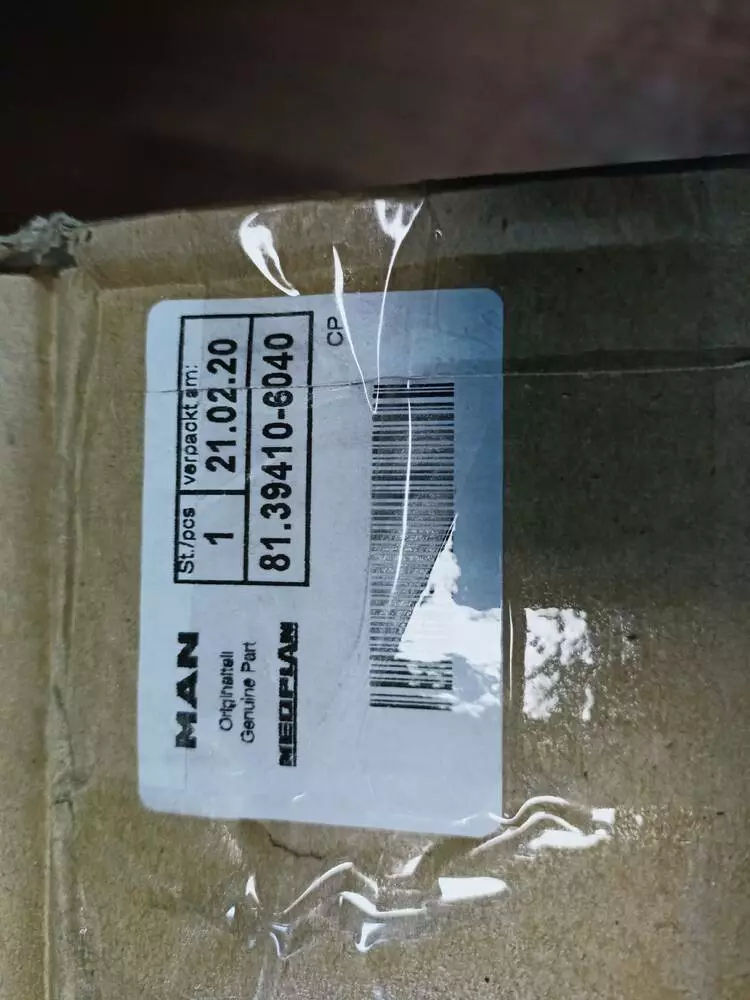 MAN
Originalteil
Genuine Part
NEOPLAN
St./pcs verpackt am:
1 21.02.20
81.39410-6040
CP